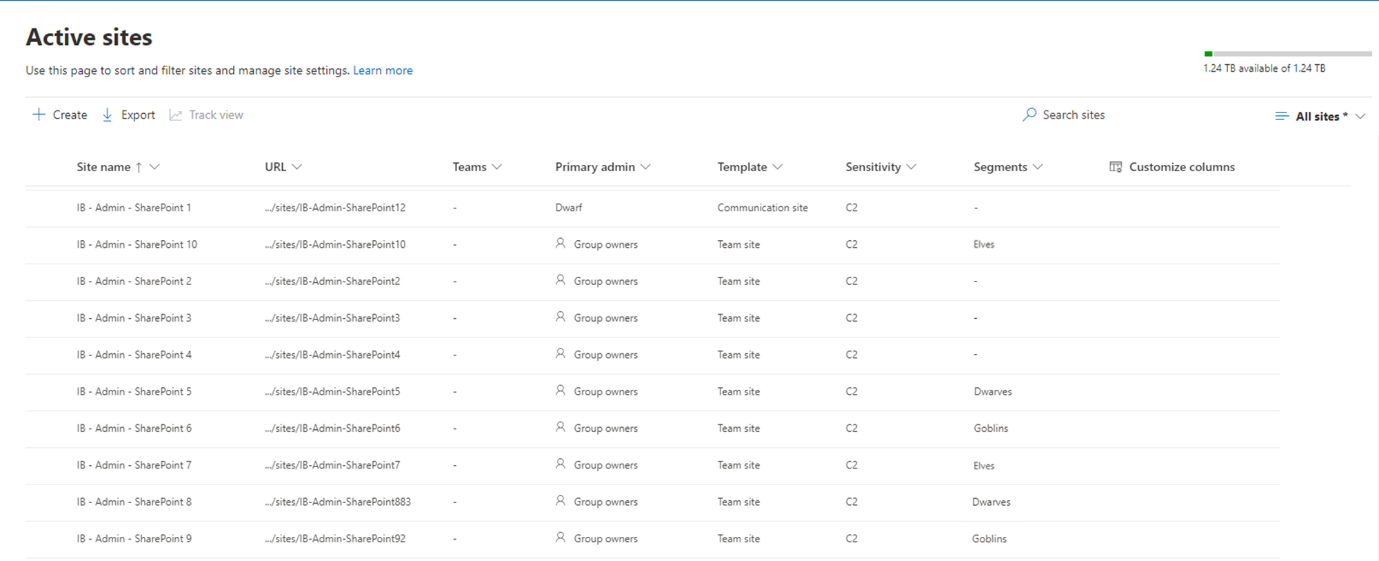 Active sites
Use this page to sort and filter sites and manage site settings. Learn more
1.24 TB available of 1.24 TB
Create Export Track view Search sites All sites *
Site name ↑ URL Teams Primary admin Template Sensitivity Segments Customize columns
IB - Admin - SharePoint 1 .../sites/IB-Admin-SharePoint12 - Dwarf Communication site C2 -
IB - Admin - SharePoint 10 .../sites/IB-Admin-SharePoint10 - Group owners Team site C2 Elves
IB - Admin - SharePoint 2 .../sites/IB-Admin-SharePoint2 - Group owners Team site C2 -
IB - Admin - SharePoint 3 .../sites/IB-Admin-SharePoint3 - Group owners Team site C2 -
IB - Admin - SharePoint 4 .../sites/IB-Admin-SharePoint4 - Group owners Team site C2 -
IB - Admin - SharePoint 5 .../sites/IB-Admin-SharePoint5 - Group owners Team site C2 Dwarves
IB - Admin - SharePoint 6 .../sites/IB-Admin-SharePoint6 - Group owners Team site C2 Goblins
IB - Admin - SharePoint 7 .../sites/IB-Admin-SharePoint7 - Group owners Team site C2 Elves
IB - Admin - SharePoint 8 .../sites/IB-Admin-SharePoint883 - Group owners Team site C2 Dwarves
IB - Admin - SharePoint 9 .../sites/IB-Admin-SharePoint92 - Group owners Team site C2 Goblins